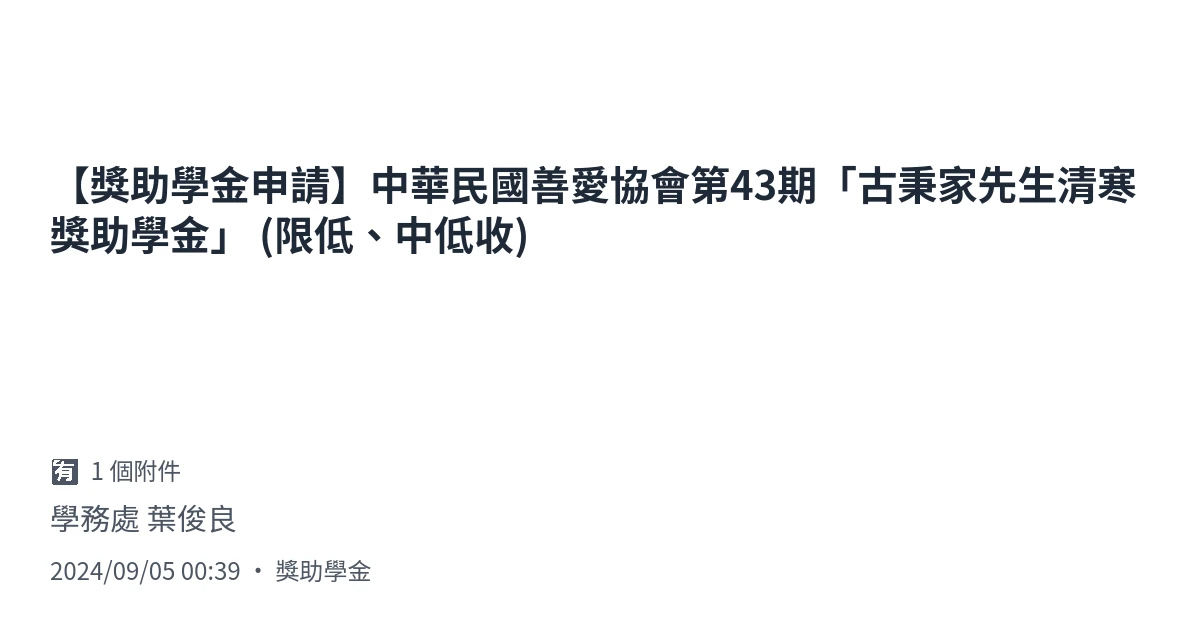 【獎助學金申請】中華民國善愛協會第43期「古秉家先生清寒
獎助學金」 (限低、中低收)
有 1 個附件
學務處 葉俊良
2024/09/05 00:39 • 獎助學金